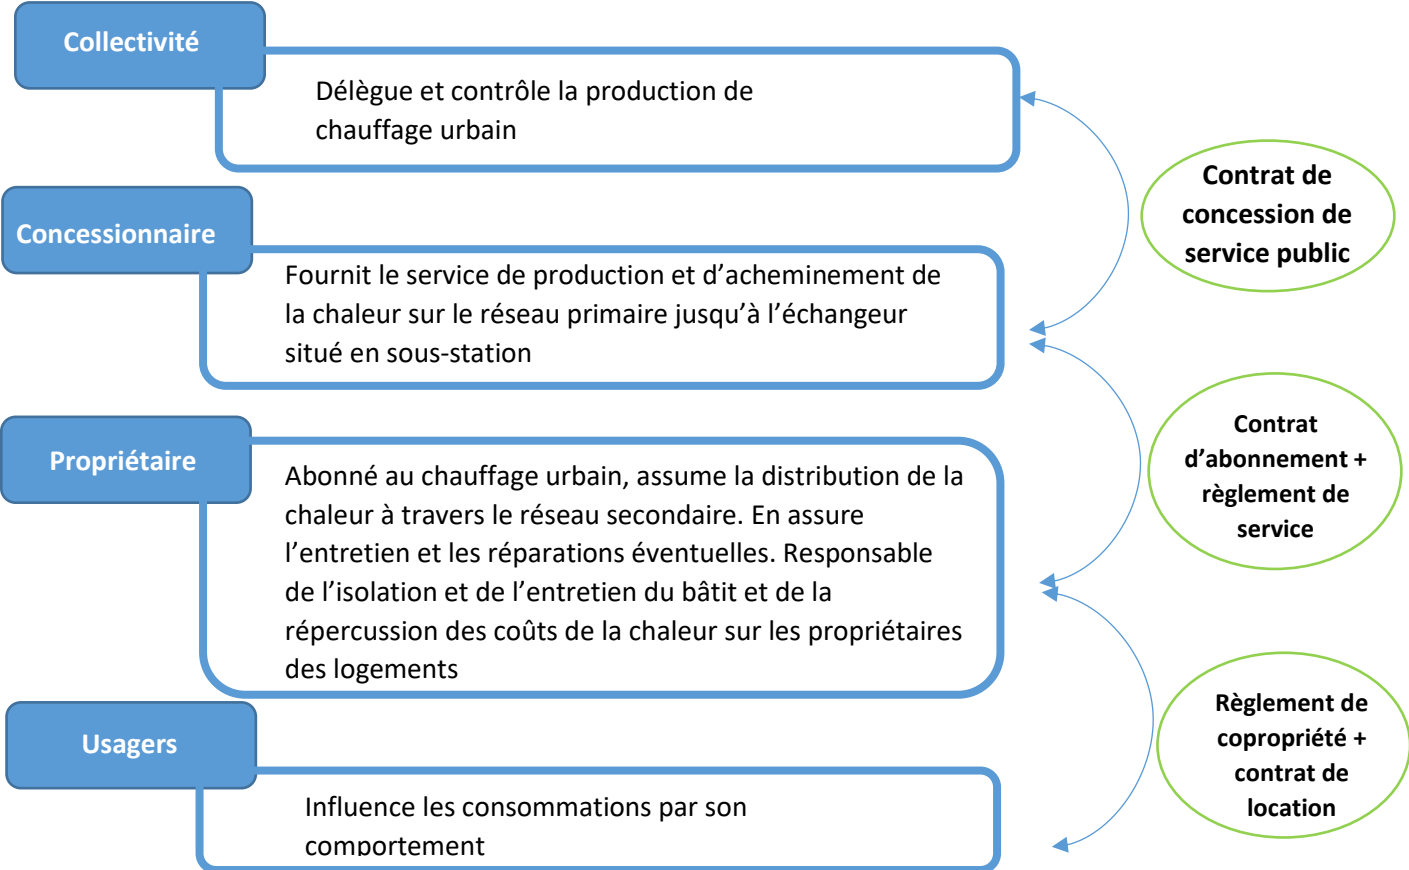 Collectivité
Délègue et contrôle la production de
chauffage urbain
Contrat de
concession de
service public
Concessionnaire
Fournit le service de production et d’acheminement de
la chaleur sur le réseau primaire jusqu’à l’échangeur
situé en sous-station
Contrat
d’abonnement +
règlement de
service
Propriétaire
Abonné au chauffage urbain, assume la distribution de la
chaleur à travers le réseau secondaire. En assure
l’entretien et les réparations éventuelles. Responsable
de l’isolation et de l’entretien du bâtit et de la
répercussion des coûts de la chaleur sur les propriétaires
des logements
Règlement de
copropriété +
contrat de
location
Usagers
Influence les consommations par son
comportement